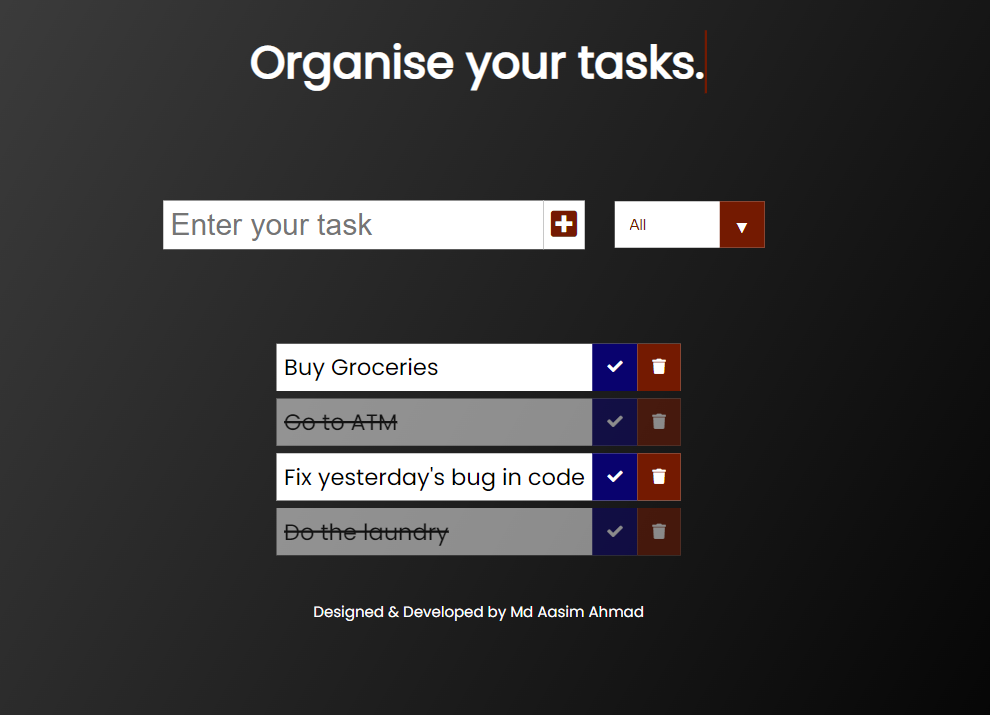 Organise your tasks.
Enter your task
All
Buy Groceries
Go to ATM
Fix yesterday's bug in code
Do the laundry
Designed & Developed by Md Aasim Ahmad